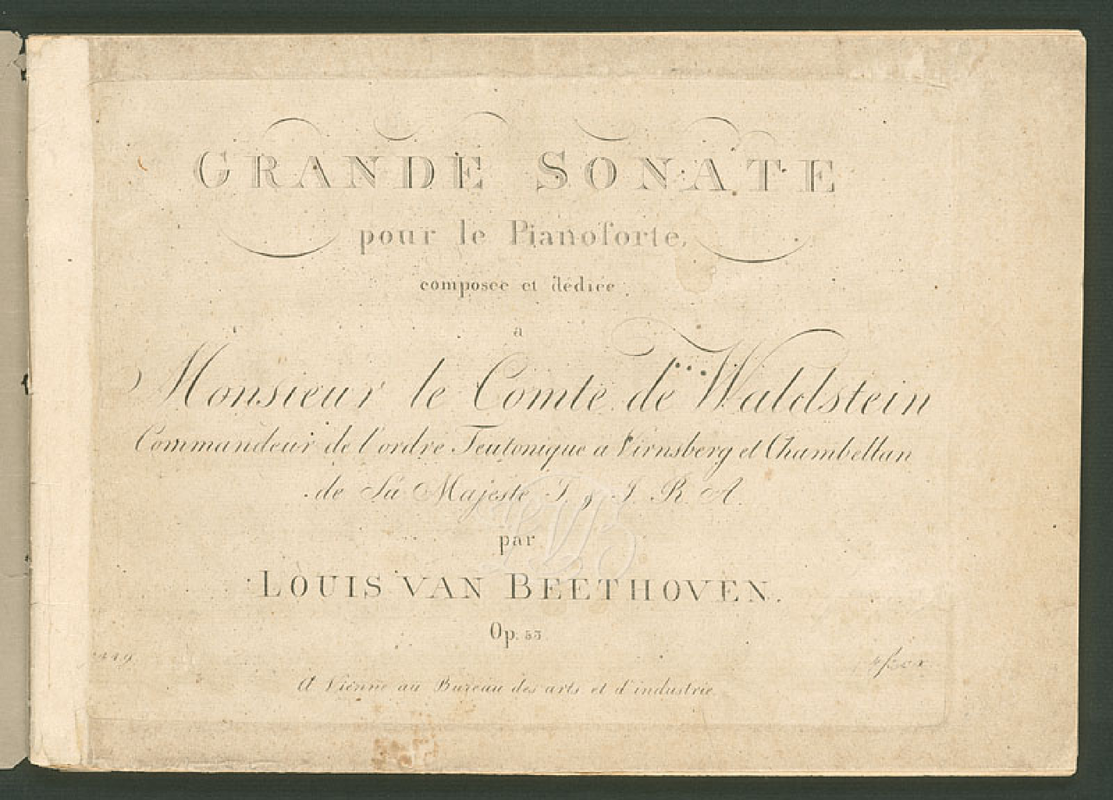 GRANDE SONATE
pour le Pianoforte,
composée et dédiée
a
Monsieur le Comte de Waldstein
Commandeur de l'ordre Teutonique a Virnsberg et Chambellan
de Sa Majesté I. & I. R. A.
par
LOUIS VAN BEETHOVEN.
Op. 53.
A Vienne au Bureau des arts et d'industrie